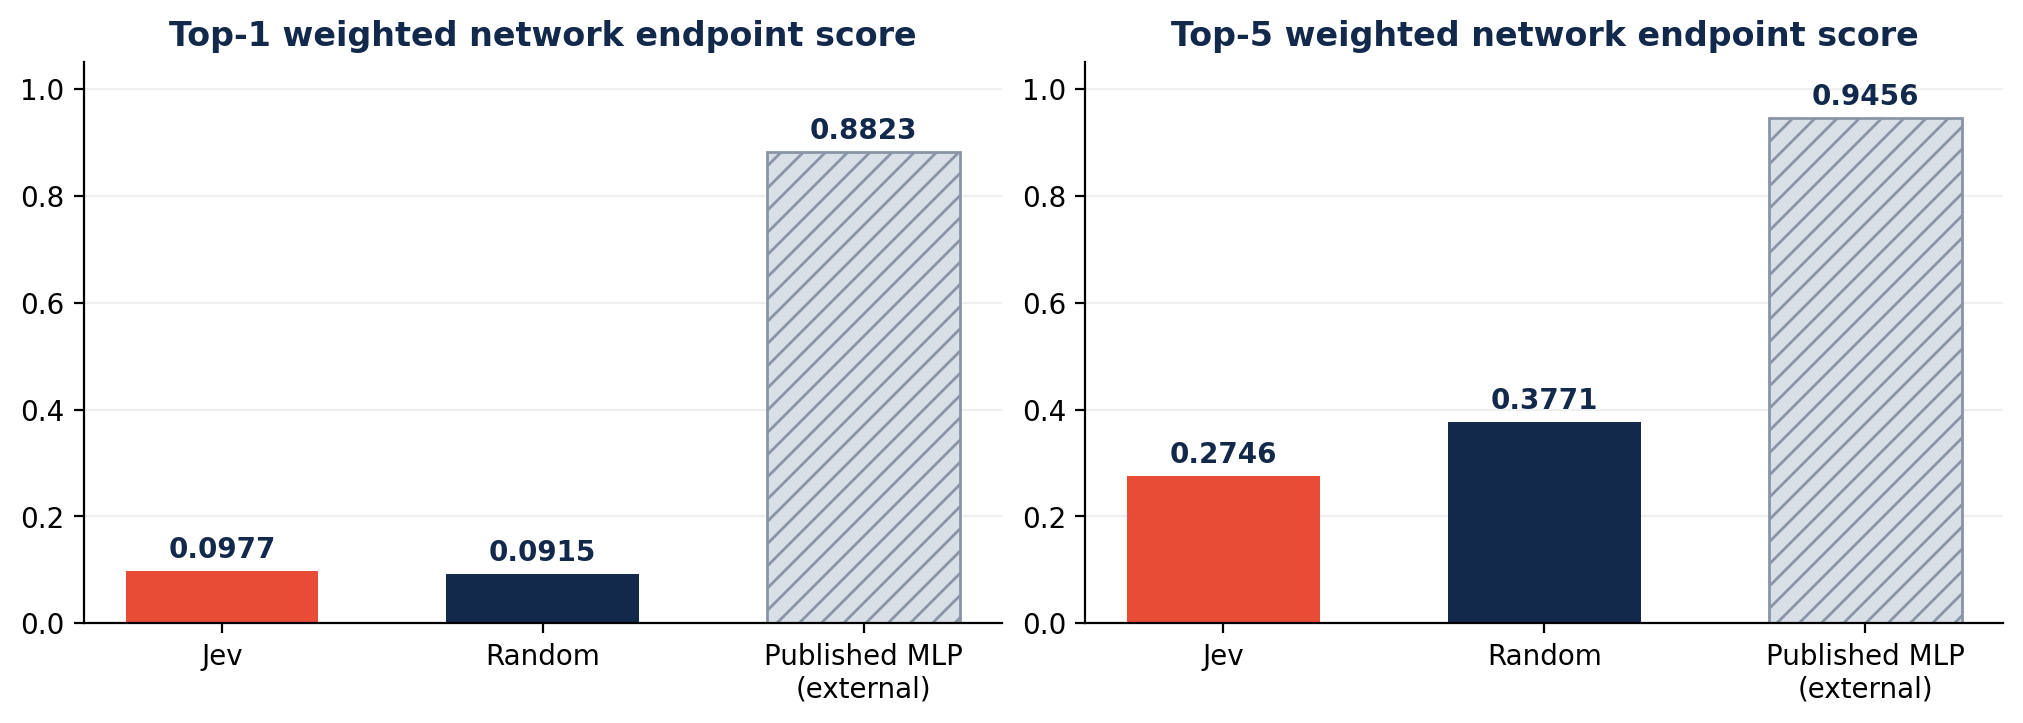 Top-1 weighted network endpoint score
1.0
0.8
0.6
0.4
0.2
0.0
0.0977
0.0915
0.8823
Jev
Random
Published MLP
(external)
Top-5 weighted network endpoint score
1.0
0.8
0.6
0.4
0.2
0.0
0.2746
0.3771
0.9456
Jev
Random
Published MLP
(external)